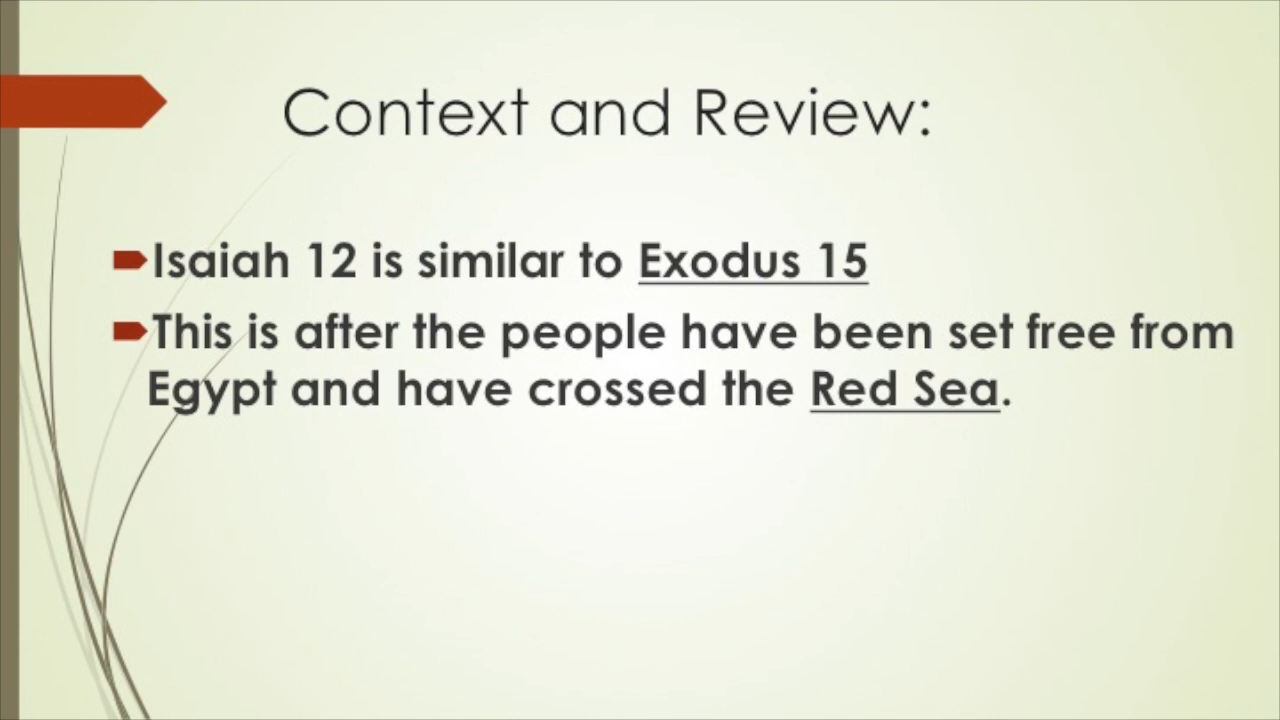 Context and Review:
Isaiah 12 is similar to Exodus 15
This is after the people have been set free from
Egypt and have crossed the Red Sea.